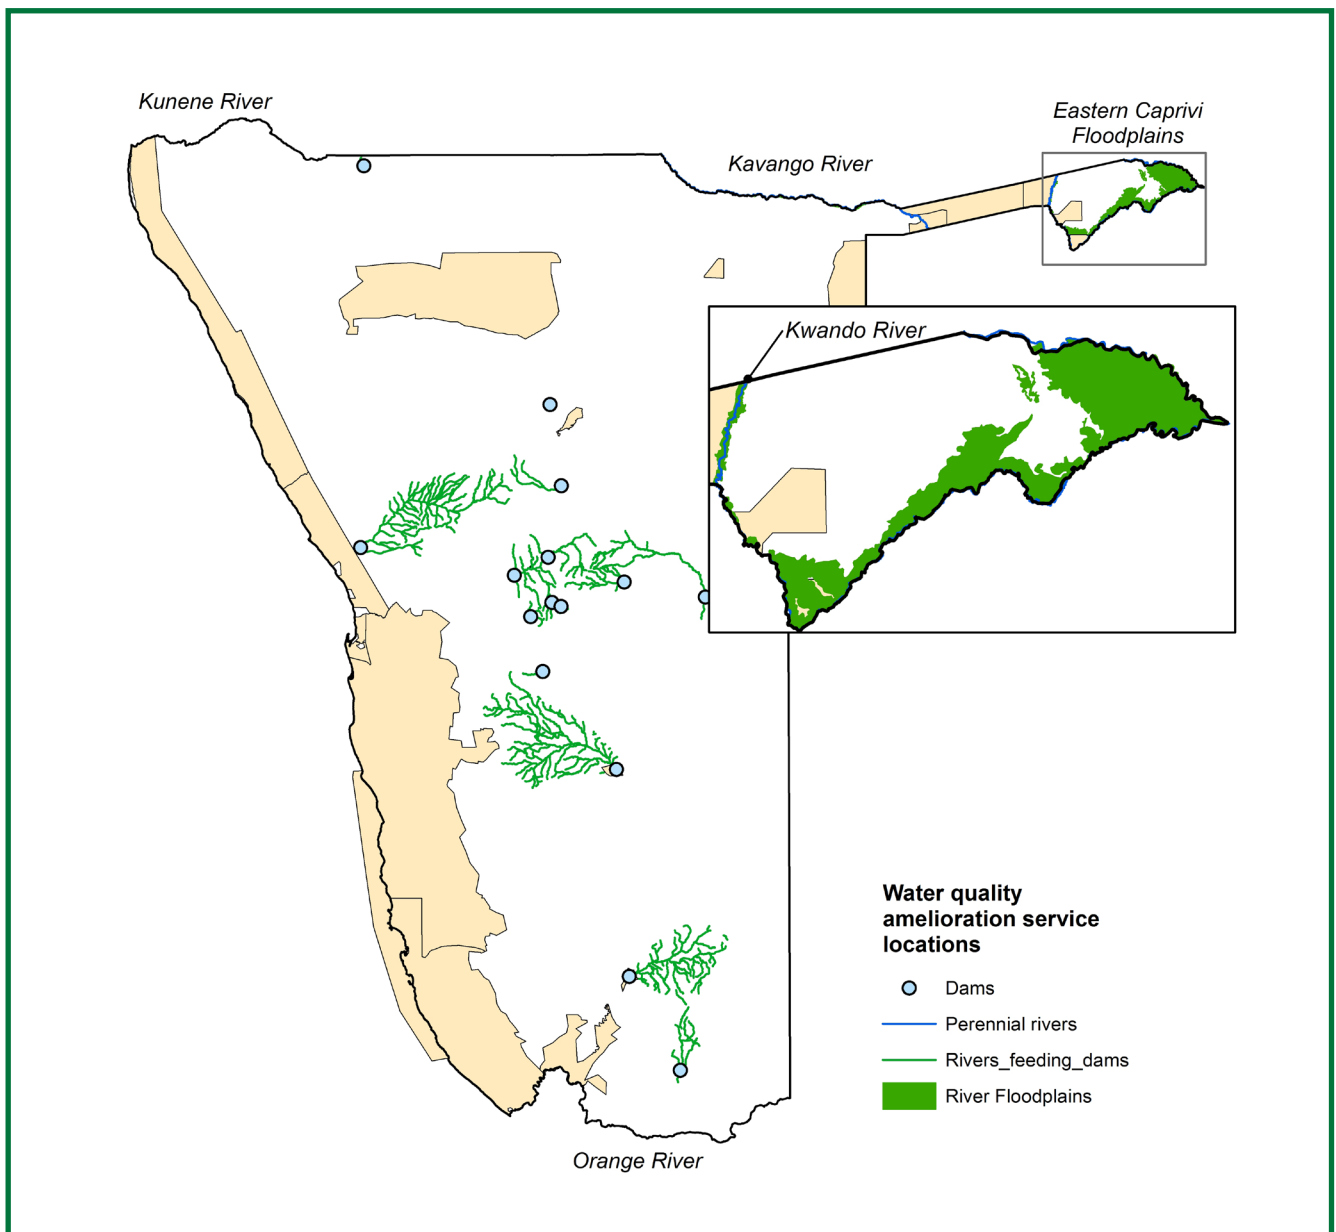 Kunene River
Eastern Caprivi
Floodplains
Kavango River
Kwando River
Water quality
amelioration service
locations
Dams
Perennial rivers
Rivers_feeding_dams
River Floodplains
Orange River